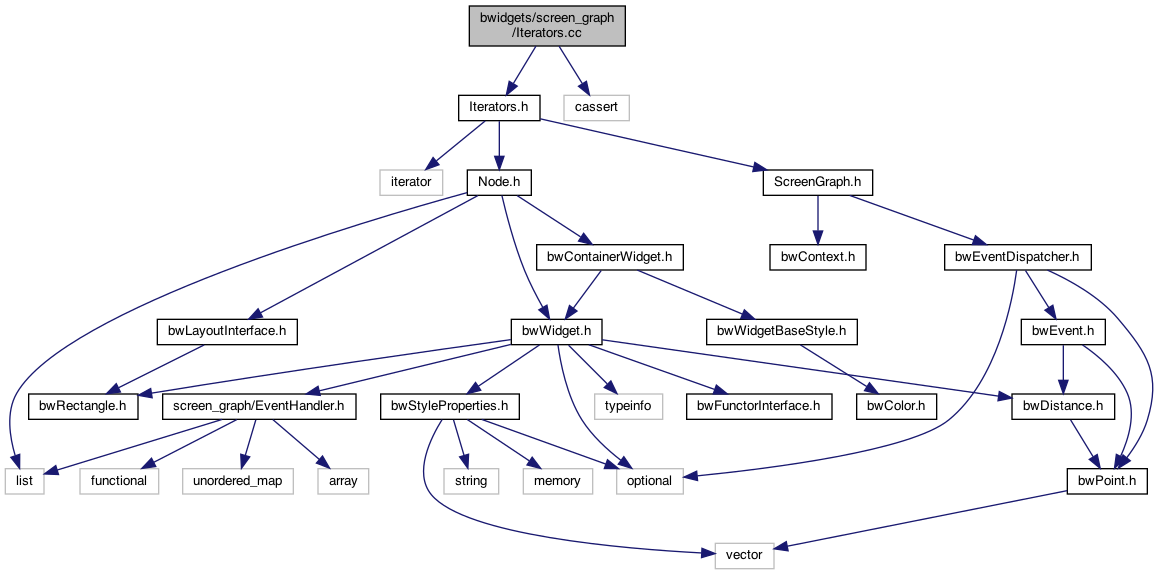 bwidgets/screen_graph
/Iterators.cc
Iterators.h
cassert
iterator
Node.h
ScreenGraph.h
bwContainerWidget.h
bwContext.h
bwEventDispatcher.h
bwLayoutInterface.h
bwWidget.h
bwWidgetBaseStyle.h
bwEvent.h
bwRectangle.h
screen_graph/EventHandler.h
bwStyleProperties.h
typeinfo
bwFunctorInterface.h
bwColor.h
bwDistance.h
list
functional
unordered_map
array
string
memory
optional
bwPoint.h
vector